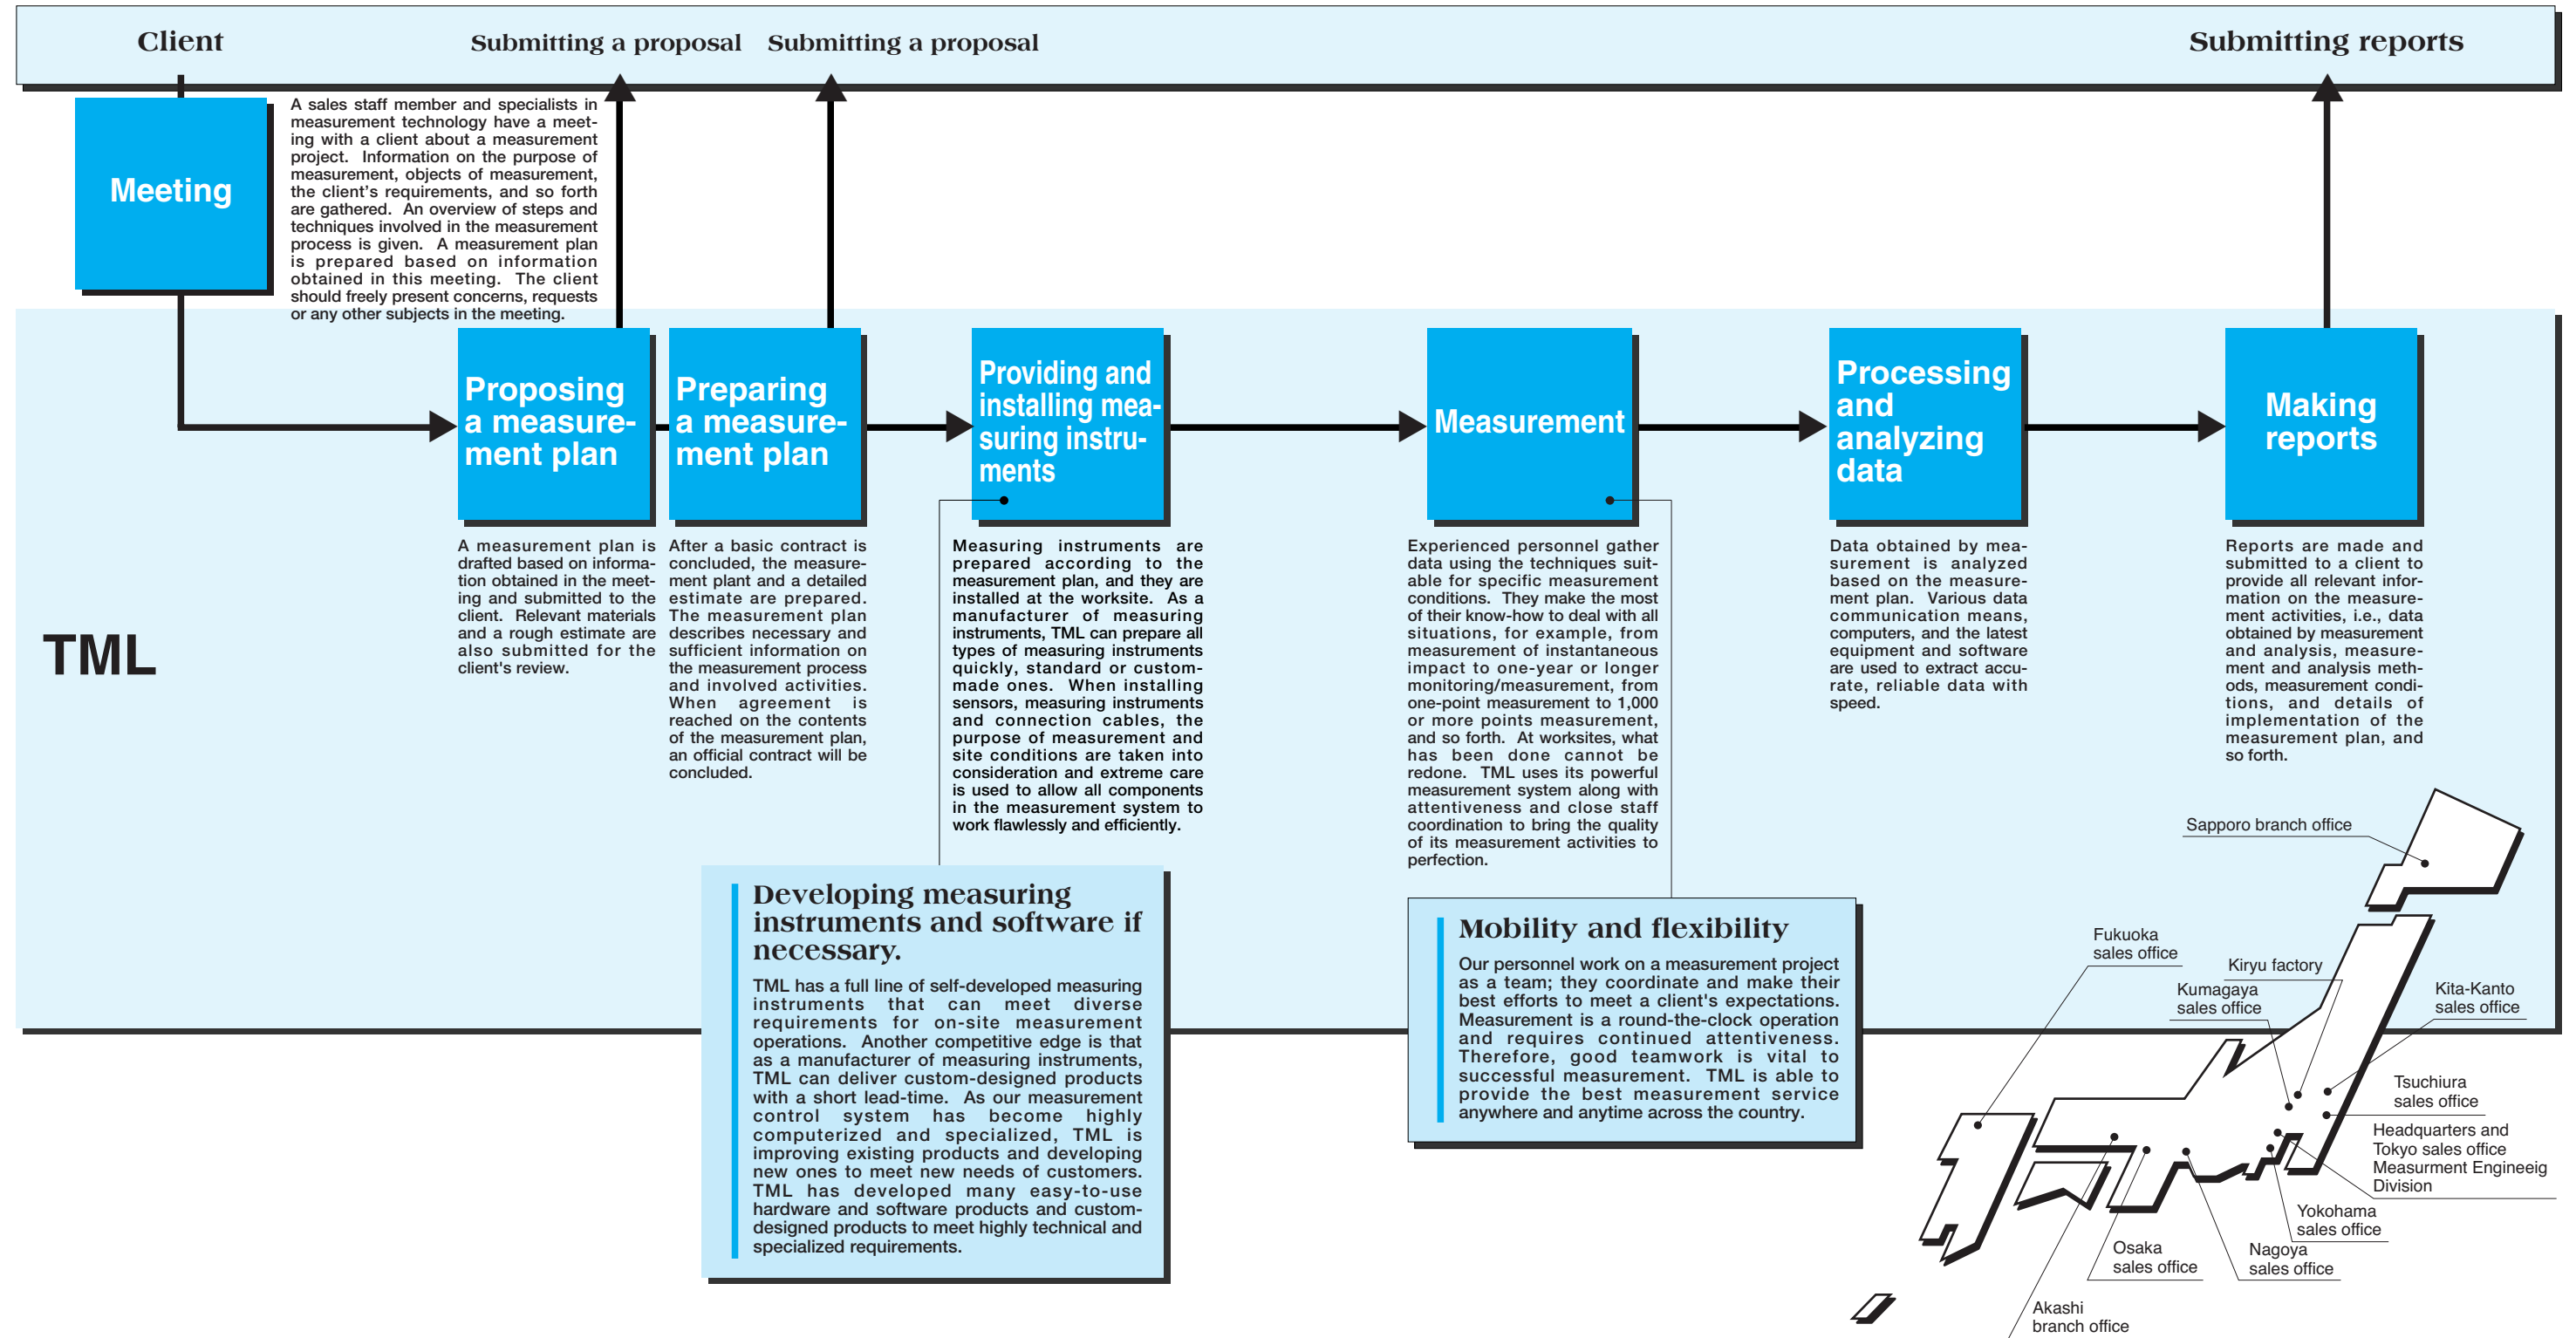 Client
Submitting a proposal
Submitting a proposal
Submitting reports
Meeting
A sales staff member and specialists in
measurement technology have a meet-
ing with a client about a measurement
project. Information on the purpose of
measurement, objects of measurement,
the client's requirements, and so forth
are gathered. An overview of steps and
techniques involved in the measurement
process is given. A measurement plan
is prepared based on information
obtained in this meeting. The client
should freely present concerns, requests
or any other subjects in the meeting.
TML
Proposing
a measure-
ment plan
A measurement plan is
drafted based on informa-
tion obtained in the meet-
ing and submitted to the
client. Relevant materials
and a rough estimate are
also submitted for the
client's review.
Preparing
a measure-
ment plan
After a basic contract is
concluded, the measure-
ment plant and a detailed
estimate are prepared.
The measurement plan
describes necessary and
sufficient information on
the measurement process
and involved activities.
When agreement is
reached on the contents
of the measurement plan,
an official contract will be
concluded.
Providing and
installing mea-
suring instru-
ments
Measuring instruments are
prepared according to the
measurement plan, and they are
installed at the worksite. As a
manufacturer of measuring
instruments, TML can prepare all
types of measuring instruments
quickly, standard or custom-
made ones. When installing
sensors, measuring instruments
and connection cables, the
purpose of measurement and
site conditions are taken into
consideration and extreme care
is used to allow all components
in the measurement system to
work flawlessly and efficiently.
Measurement
Experienced personnel gather
data using the techniques suit-
able for specific measurement
conditions. They make the most
of their know-how to deal with all
situations, for example, from
measurement of instantaneous
impact to one-year or longer
monitoring/measurement, from
one-point measurement to 1,000
or more points measurement,
and so forth. At worksites, what
has been done cannot be
redone. TML uses its powerful
measurement system along with
attentiveness and close staff
coordination to bring the quality
of its measurement activities to
perfection.
Processing
and
analyzing
data
Data obtained by mea-
surement is analyzed
based on the measure-
ment plan. Various data
communication means,
computers, and the latest
equipment and software
are used to extract accu-
rate, reliable data with
speed.
Making
reports
Reports are made and
submitted to a client to
provide all relevant infor-
mation on the measure-
ment activities, i.e., data
obtained by measurement
and analysis, measure-
ment and analysis meth-
ods, measurement condi-
tions, and details of
implementation of the
measurement plan, and
so forth.
Developing measuring
instruments and software if
necessary.
TML has a full line of self-developed measuring
instruments that can meet diverse
requirements for on-site measurement
operations. Another competitive edge is that
as a manufacturer of measuring instruments,
TML can deliver custom-designed products
with a short lead-time. As our measurement
control system has become highly
computerized and specialized, TML is
improving existing products and developing
new ones to meet new needs of customers.
TML has developed many easy-to-use
hardware and software products and custom-
designed products to meet highly technical and
specialized requirements.
Mobility and flexibility
Our personnel work on a measurement project
as a team; they coordinate and make their
best efforts to meet a client's expectations.
Measurement is a round-the-clock operation
and requires continued attentiveness.
Therefore, good teamwork is vital to
successful measurement. TML is able to
provide the best measurement service
anywhere and anytime across the country.
Sapporo branch office
Fukuoka
sales office
Kiryu factory
Kumagaya
sales office
Kita-Kanto
sales office
Tsuchiura
sales office
Headquarters and
Tokyo sales office
Measurment Engineeig
Division
Yokohama
sales office
Osaka
sales office
Nagoya
sales office
Akashi
branch office